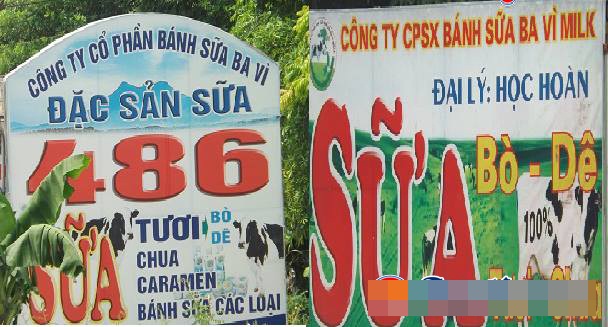 CÔNG TY CỔ PHẦN BÁNH SỮA BA VÌ
ĐẶC SẢN SỮA
486
SỮA
TƯƠI
BÒ
DÊ
CHUA
CARAMEN
BÁNH SỮA CÁC LOẠI
CÔNG TY CPSX BÁNH SỮA BA VÌ MILK
ĐẠI LÝ: HỌC HOÀN
SỮA
Bò - Dê
100%